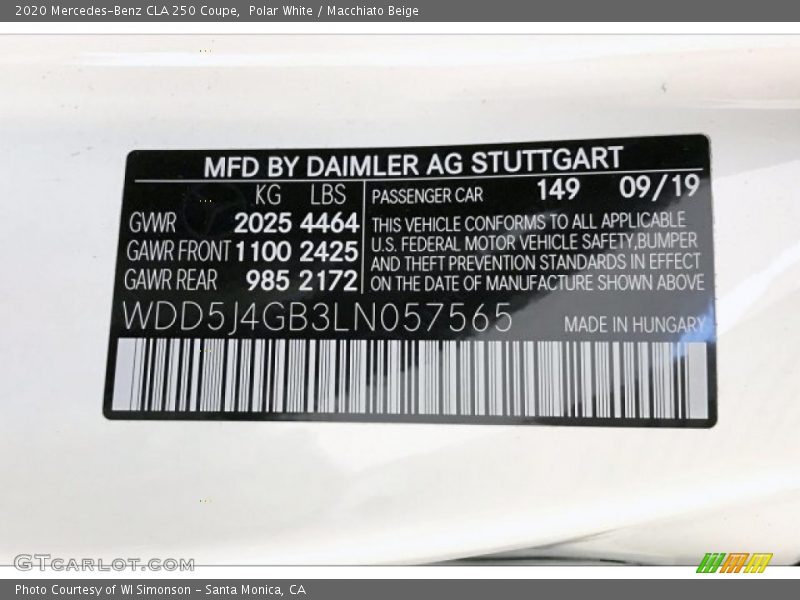 2020 Mercedes-Benz CLA 250 Coupe, Polar White / Macchiato Beige
MFD BY DAIMLER AG STUTTGART
KG LBS
GVWR 2025 4464
GAWR FRONT 1100 2425
GAWR REAR 985 2172
PASSENGER CAR 149 09/19
THIS VEHICLE CONFORMS TO ALL APPLICABLE
U.S. FEDERAL MOTOR VEHICLE SAFETY,BUMPER
AND THEFT PREVENTION STANDARDS IN EFFECT
ON THE DATE OF MANUFACTURE SHOWN ABOVE
WDD5J4GB3LN057565
MADE IN HUNGARY
GTCARLOT.COM
Photo Courtesy of WI Simonson - Santa Monica, CA